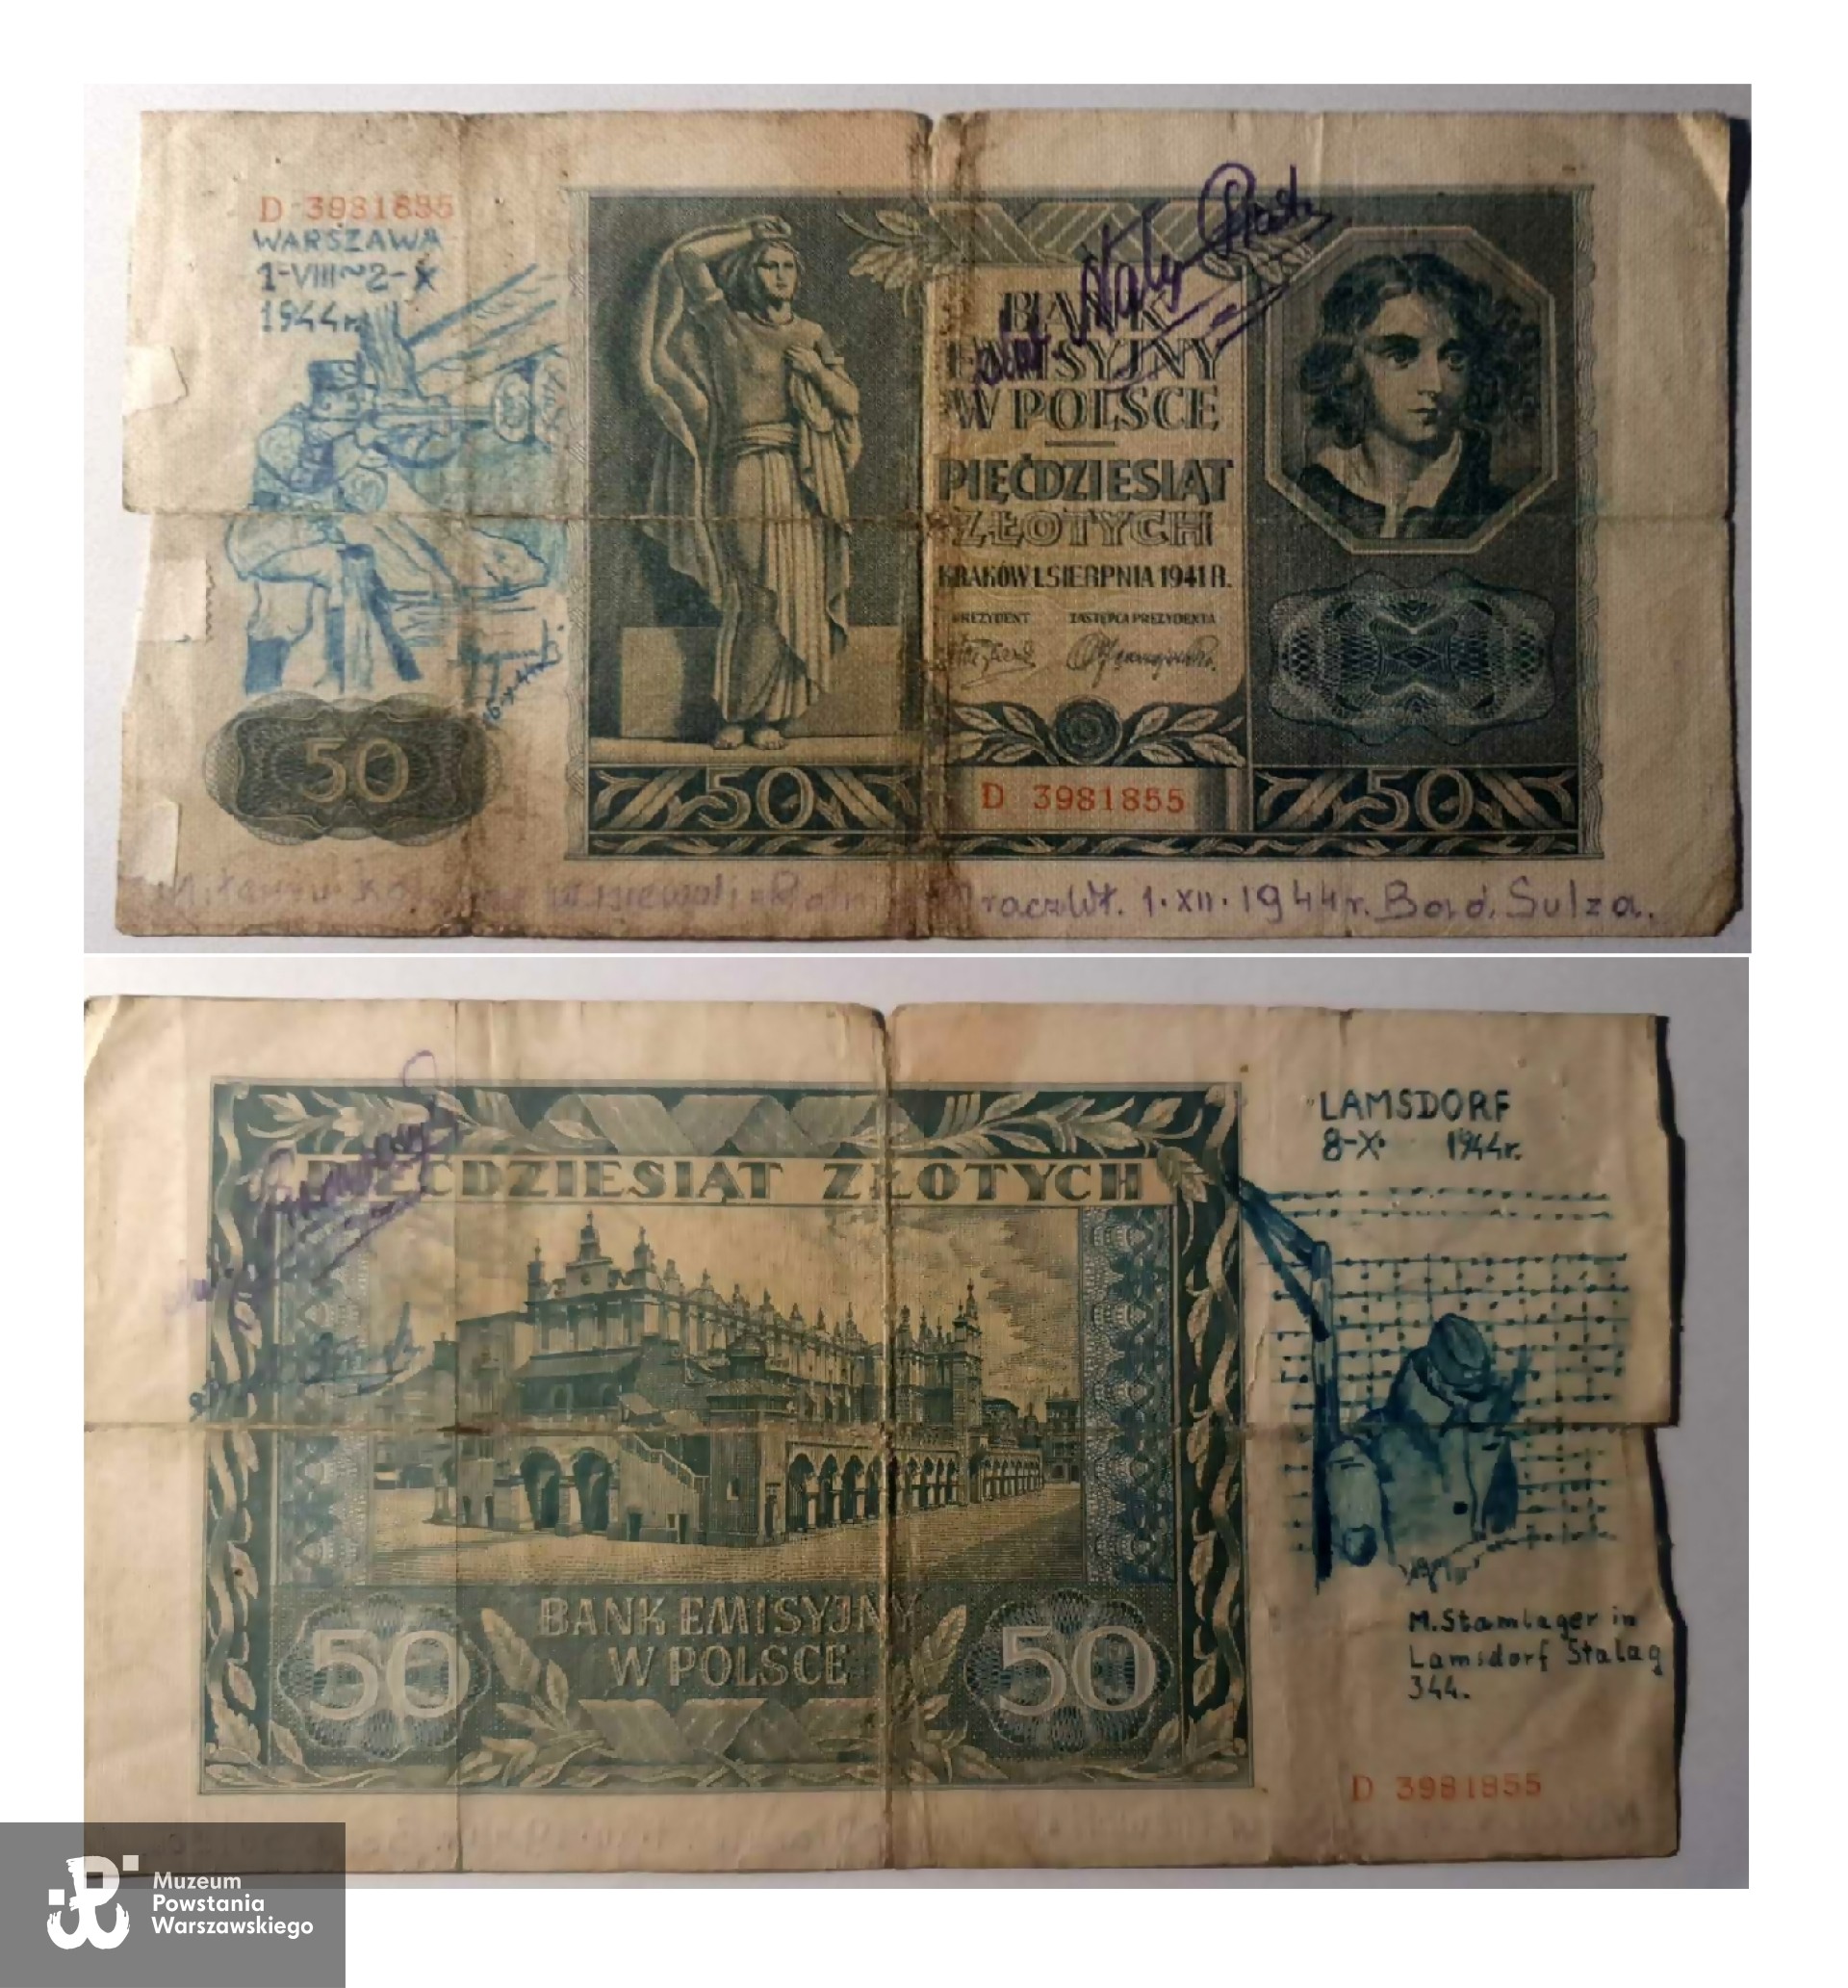 D 3981855
WARSZAWA
1-VIII~2-X
1944r.
BANK
EMISYJNY
W POLSCE
PIĘĆDZIESIĄT
ZŁOTYCH
KRAKÓW 1.SIERPNIA 1941 R.
PREZYDENT ZASTĘPCA PREZYDENTA
50
50
D 3981855
50
w niewoli 1.XII.1944r. Bad. Sulza.
LAMSDORF
8-X. 1944r.
PIĘĆDZIESIĄT ZŁOTYCH
BANK EMISYJNY
W POLSCE
50
50
M.Stamlager in
Lamsdorf Stalag
344.
D 3981855
Muzeum
Powstania
Warszawskiego